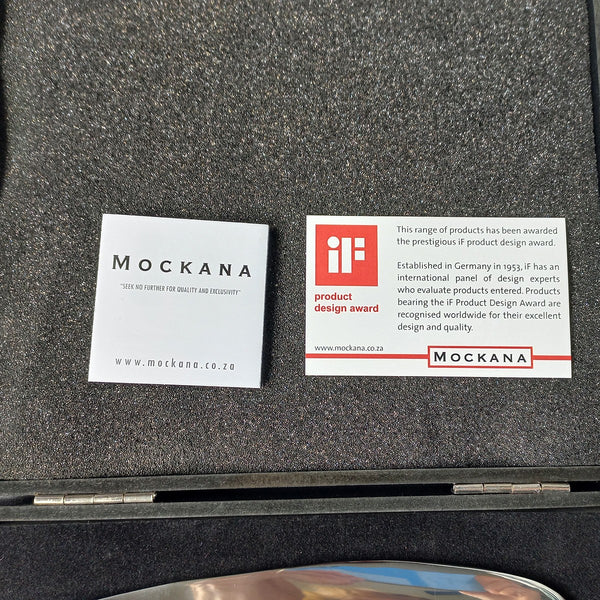 MOCKANA
"SEEK NO FURTHER FOR QUALITY AND EXCLUSIVITY"
www.mockana.co.za
iF
product
design award
This range of products has been awarded
the prestigious iF product design award.
Established in Germany in 1953, iF has an
international panel of design experts
who evaluate products entered. Products
bearing the iF Product Design Award are
recognised worldwide for their excellent
design and quality.
www.mockana.co.za
MOCKANA